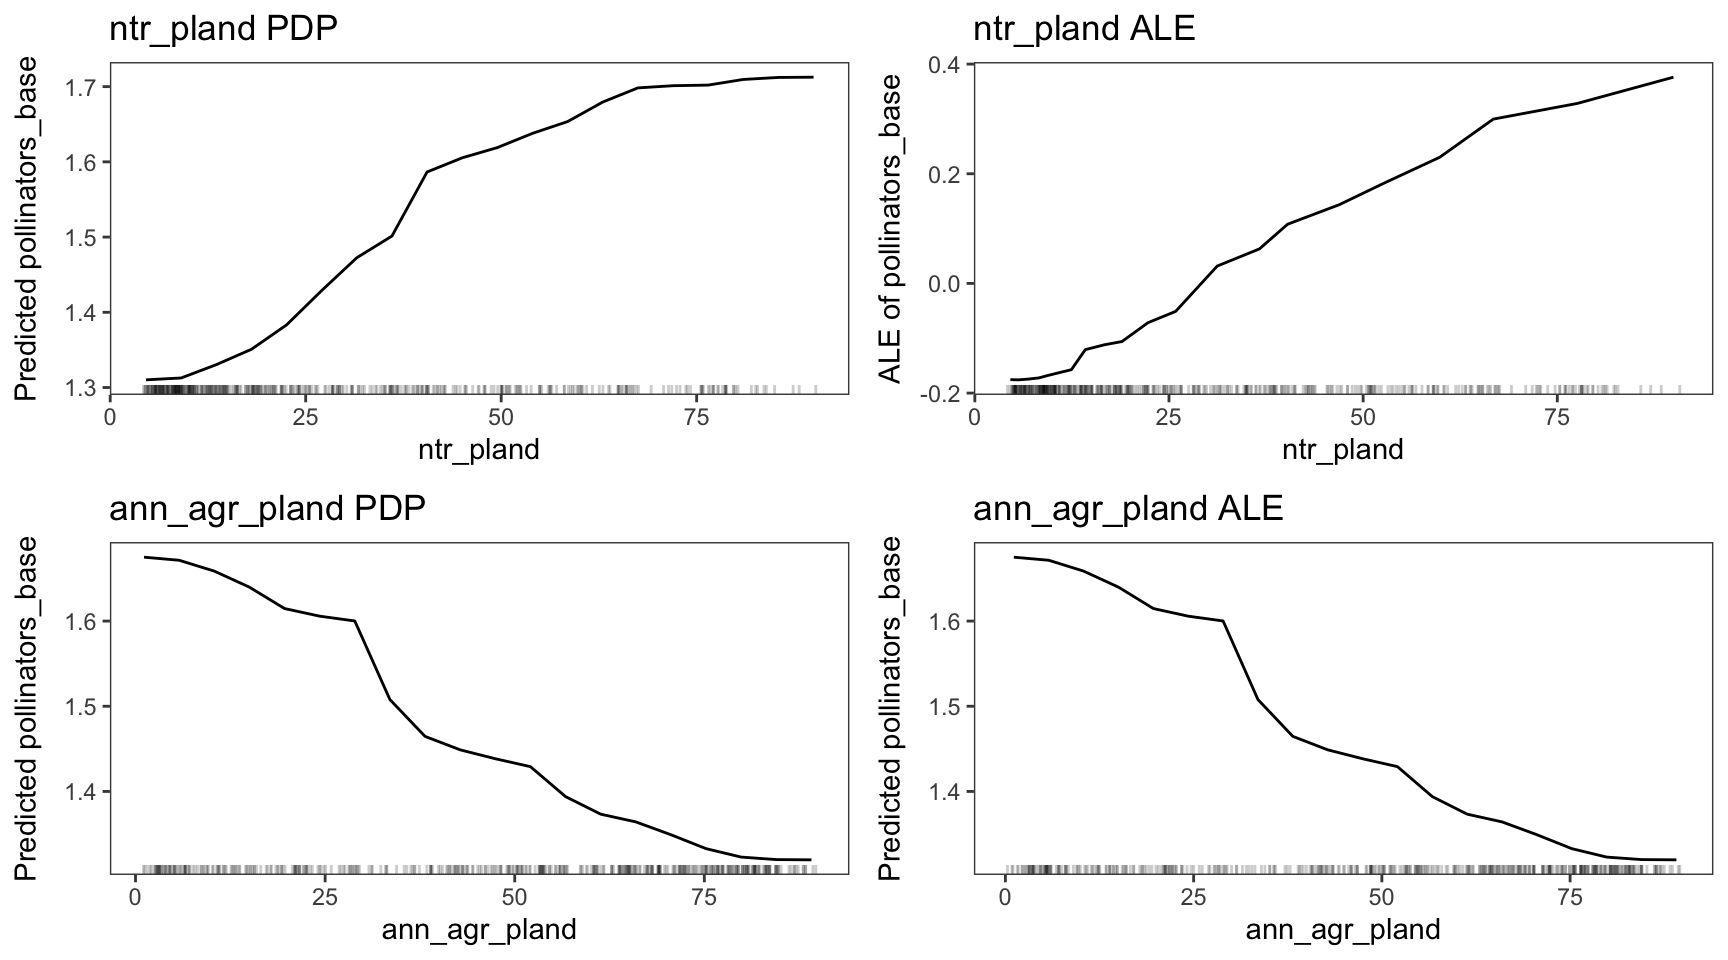 ntr_pland PDP
Predicted pollinators_base
1.7
1.6
1.5
1.4
1.3
0 25 50 75
ntr_pland
ntr_pland ALE
ALE of pollinators_base
0.4
0.2
0.0
-0.2
0 25 50 75
ntr_pland
ann_agr_pland PDP
Predicted pollinators_base
1.6
1.5
1.4
0 25 50 75
ann_agr_pland
ann_agr_pland ALE
Predicted pollinators_base
1.6
1.5
1.4
0 25 50 75
ann_agr_pland